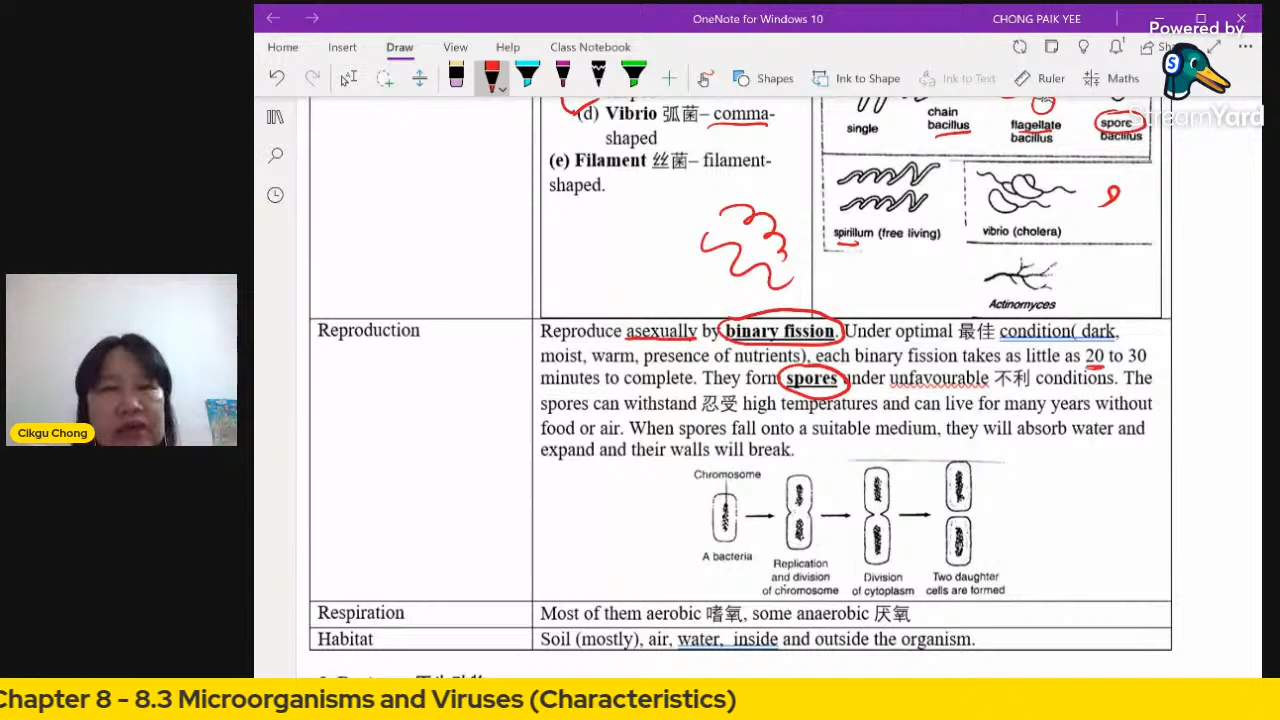 OneNote for Windows 10
CHONG PAIK YEE
Powered by
StreamYard
Home Insert Draw View Help Class Notebook
Shapes Ink to Shape Ink to Text Ruler Maths
(d) Vibrio 弧菌– comma-
shaped
(e) Filament 丝菌– filament-
shaped.
single
chain
bacillus
flagellate
bacillus
spore
bacillus
spirillum (free living)
vibrio (cholera)
Actinomyces
Reproduction
Reproduce asexually by binary fission. Under optimal 最佳 condition( dark,
moist, warm, presence of nutrients), each binary fission takes as little as 20 to 30
minutes to complete. They form spores under unfavourable 不利 conditions. The
spores can withstand 忍受 high temperatures and can live for many years without
food or air. When spores fall onto a suitable medium, they will absorb water and
expand and their walls will break.
Chromosome
A bacteria
Replication
and division
of chromosome
Division
of cytoplasm
Two daughter
cells are formed
Respiration
Most of them aerobic 嗜氧, some anaerobic 厌氧
Habitat
Soil (mostly), air, water, inside and outside the organism.
Cikgu Chong
Chapter 8 - 8.3 Microorganisms and Viruses (Characteristics)